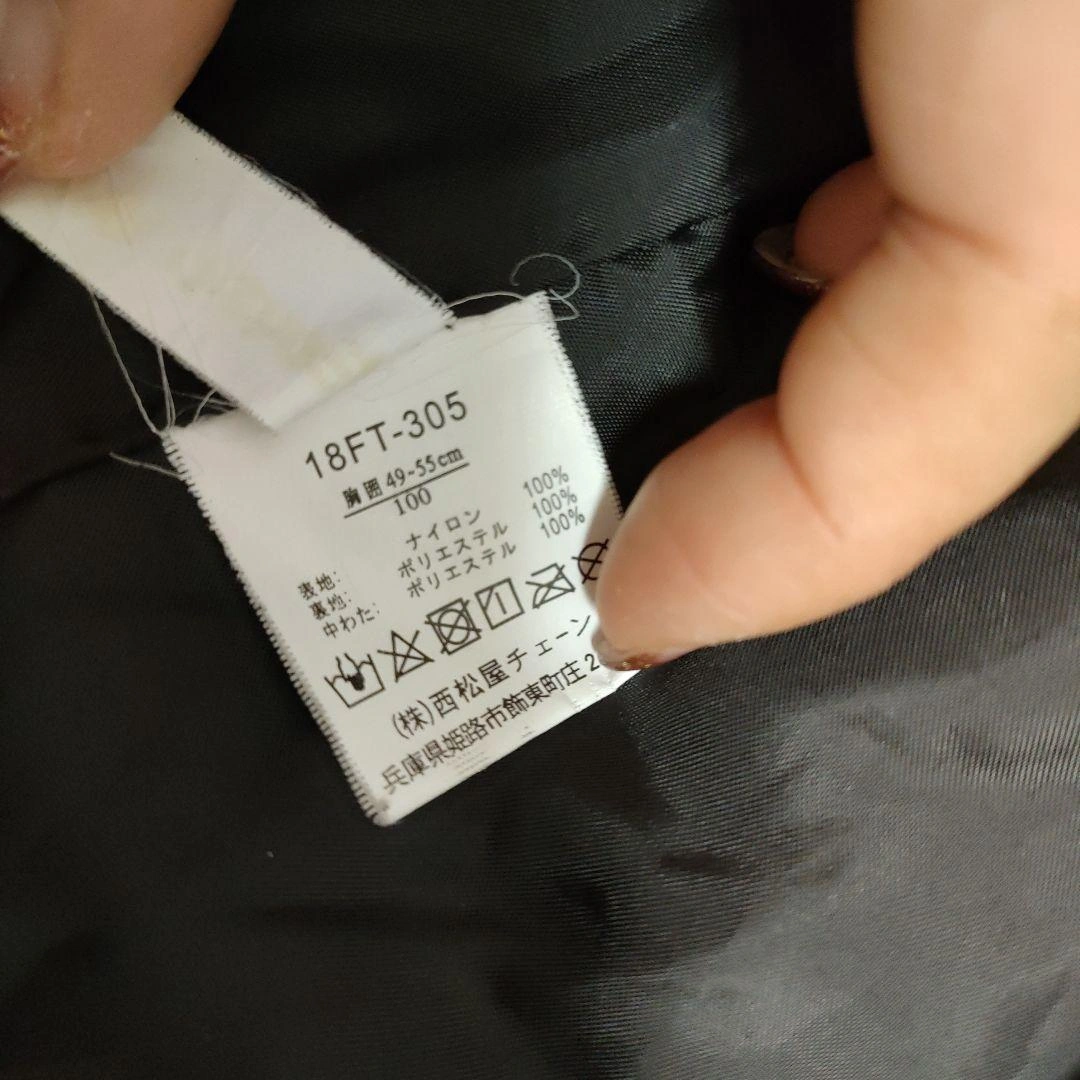 18FT-305
胸囲 49-55cm
100
表地: ナイロン 100%
裏地: ポリエステル 100%
中わた: ポリエステル 100%
(株)西松屋チェーン
兵庫県姫路市飾東町庄2